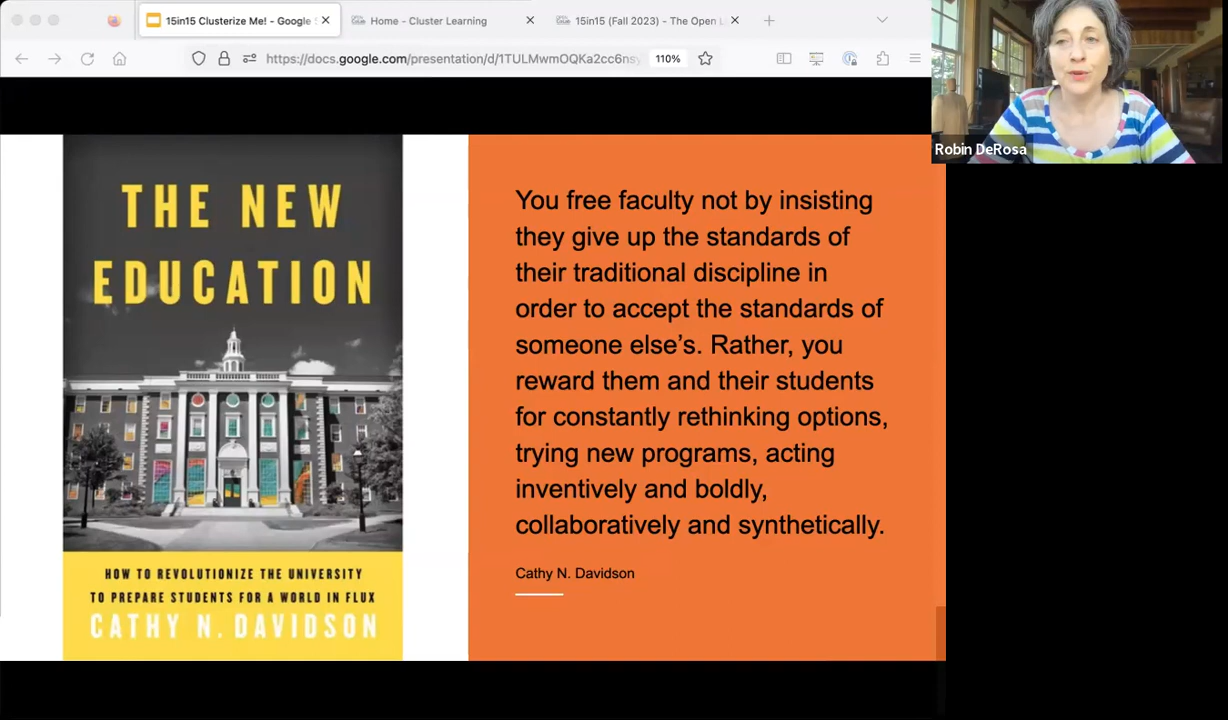 15in15 Clusterize Me! - Google S
Home - Cluster Learning
15in15 (Fall 2023) - The Open L
https://docs.google.com/presentation/d/1TULMwmOQKa2cc6nsy
110%
Robin DeRosa
THE NEW
EDUCATION
HOW TO REVOLUTIONIZE THE UNIVERSITY
TO PREPARE STUDENTS FOR A WORLD IN FLUX
CATHY N. DAVIDSON
You free faculty not by insisting
they give up the standards of
their traditional discipline in
order to accept the standards of
someone else’s. Rather, you
reward them and their students
for constantly rethinking options,
trying new programs, acting
inventively and boldly,
collaboratively and synthetically.
Cathy N. Davidson